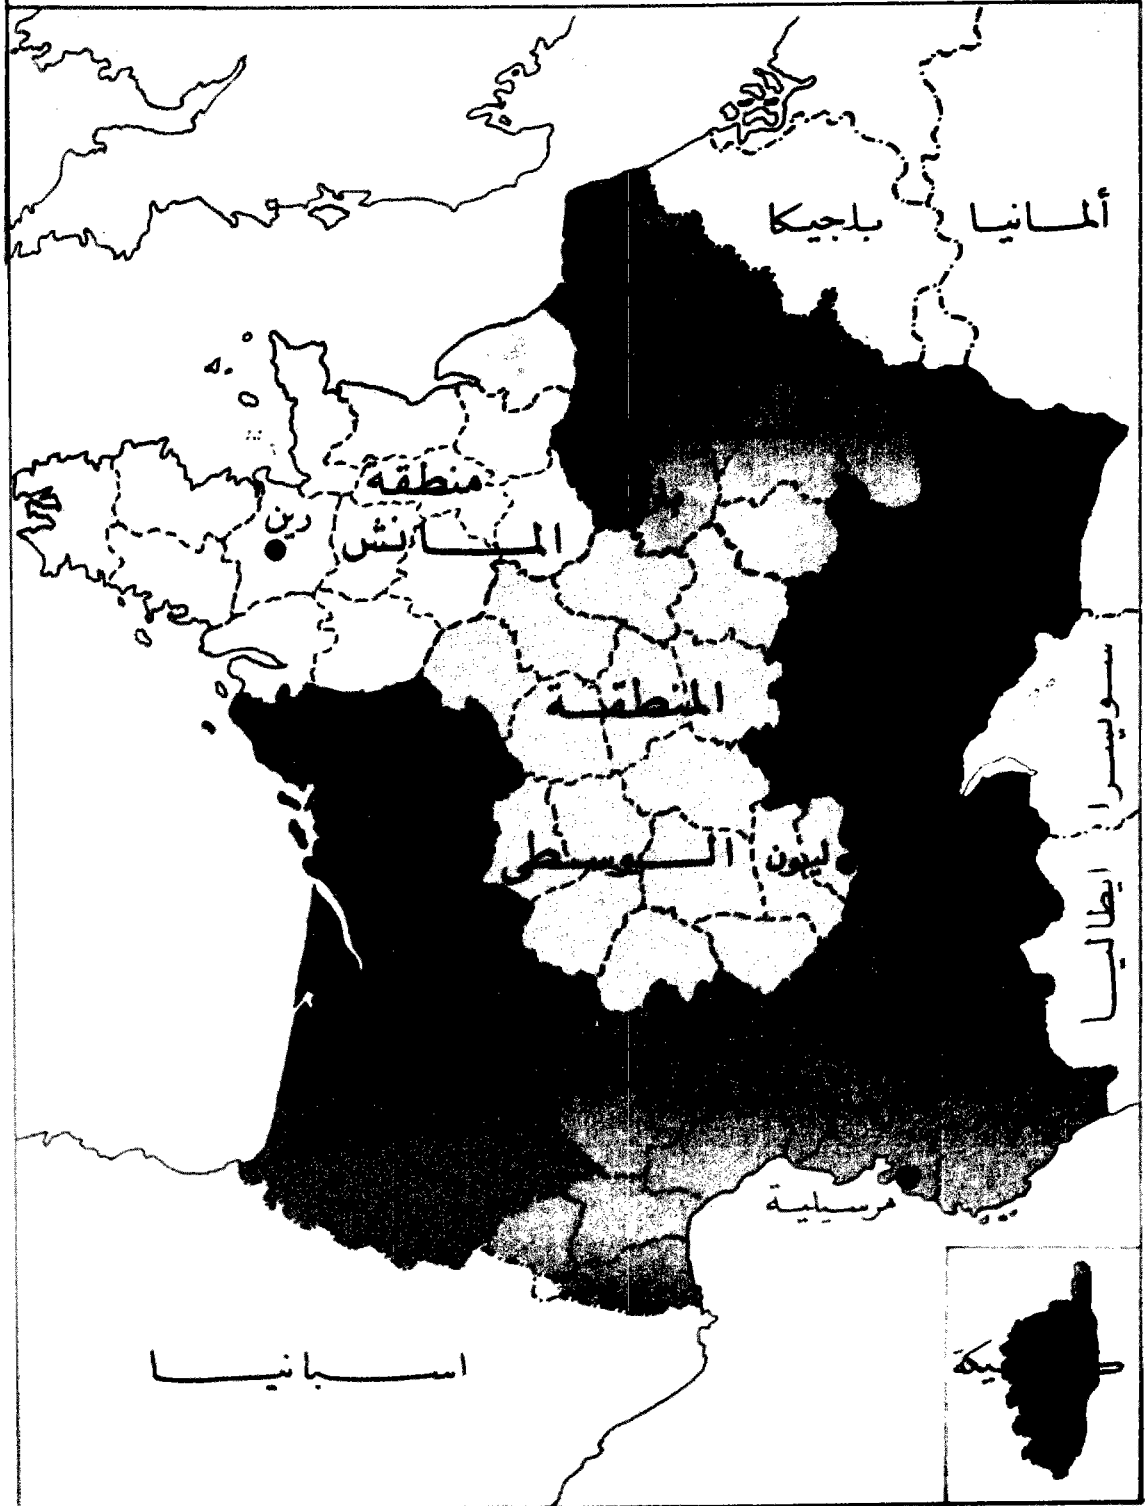 ألمانيا
بلجيكا
منطقة
المانش
رين
سويسرا
المنطقة
الوسطى
ليون
ايطاليا
مرسيلية
اسبانيا